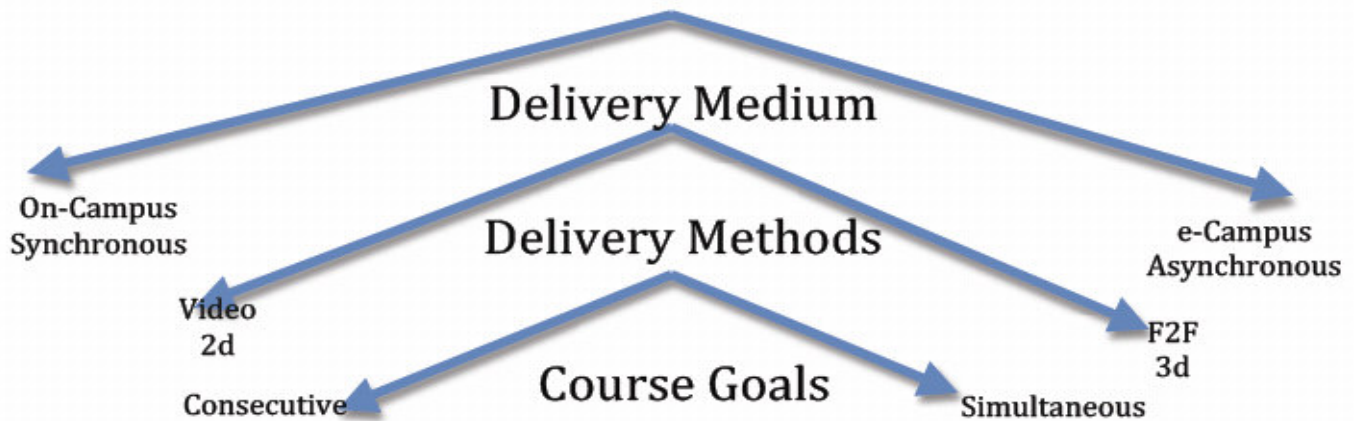 Delivery Medium
On-Campus
Synchronous
e-Campus
Asynchronous
Delivery Methods
Video
2d
F2F
3d
Course Goals
Consecutive
Simultaneous